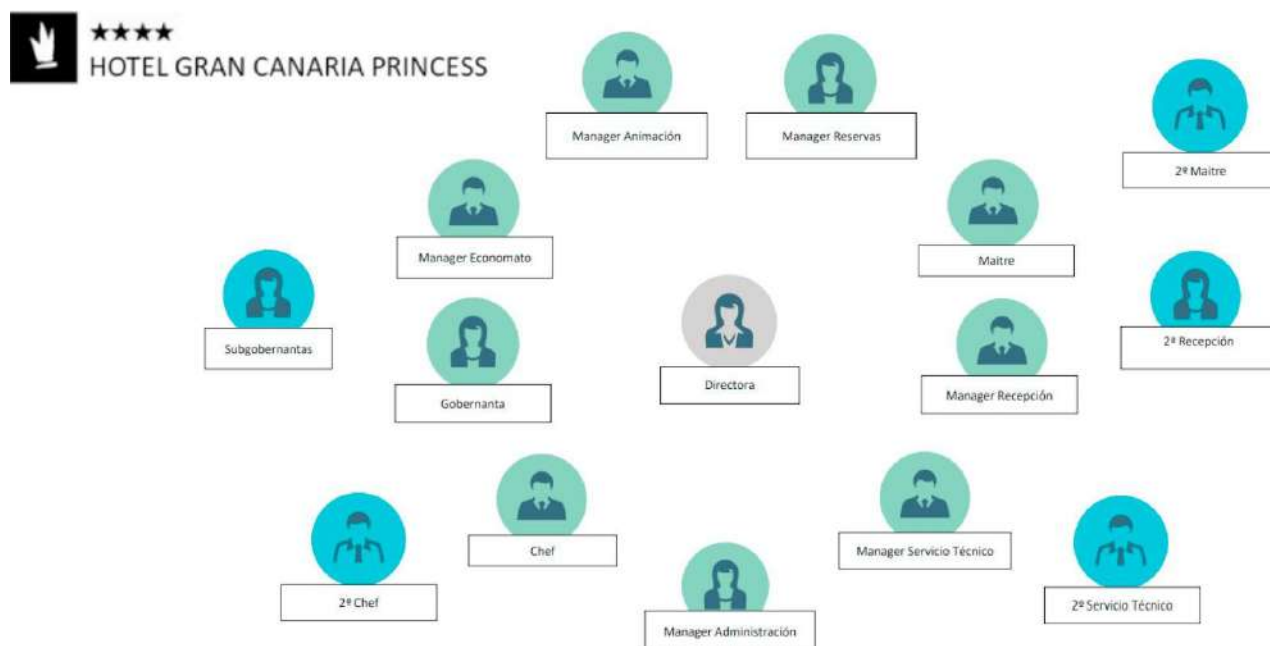 ★★★★
HOTEL GRAN CANARIA PRINCESS
Manager Animación
Manager Reservas
2º Maitre
Manager Economato
Maitre
Subgobernantas
2ª Recepción
Gobernanta
Directora
Manager Recepción
Chef
Manager Servicio Técnico
2º Chef
2º Servicio Técnico
Manager Administración